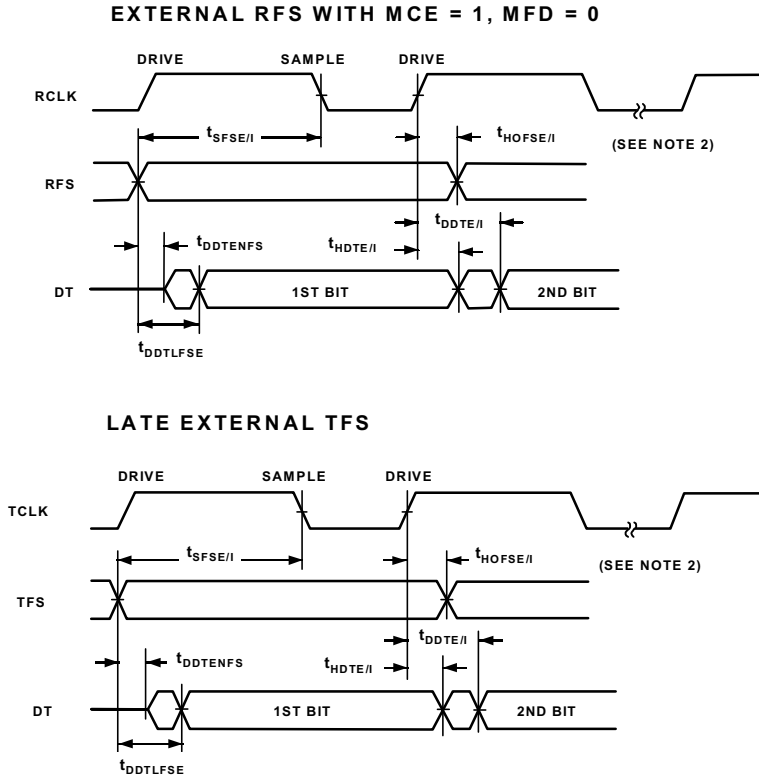 EXTERNAL RFS WITH MCE = 1, MFD = 0
DRIVE SAMPLE DRIVE
RCLK
tSFSE/I tHOFSE/I
(SEE NOTE 2)
RFS
tDDTE/I
tDDTENFS tHDTE/I
DT 1ST BIT 2ND BIT
tDDTLFSE
LATE EXTERNAL TFS
DRIVE SAMPLE DRIVE
TCLK
tSFSE/I tHOFSE/I
(SEE NOTE 2)
TFS
tDDTE/I
tDDTENFS tHDTE/I
DT 1ST BIT 2ND BIT
tDDTLFSE